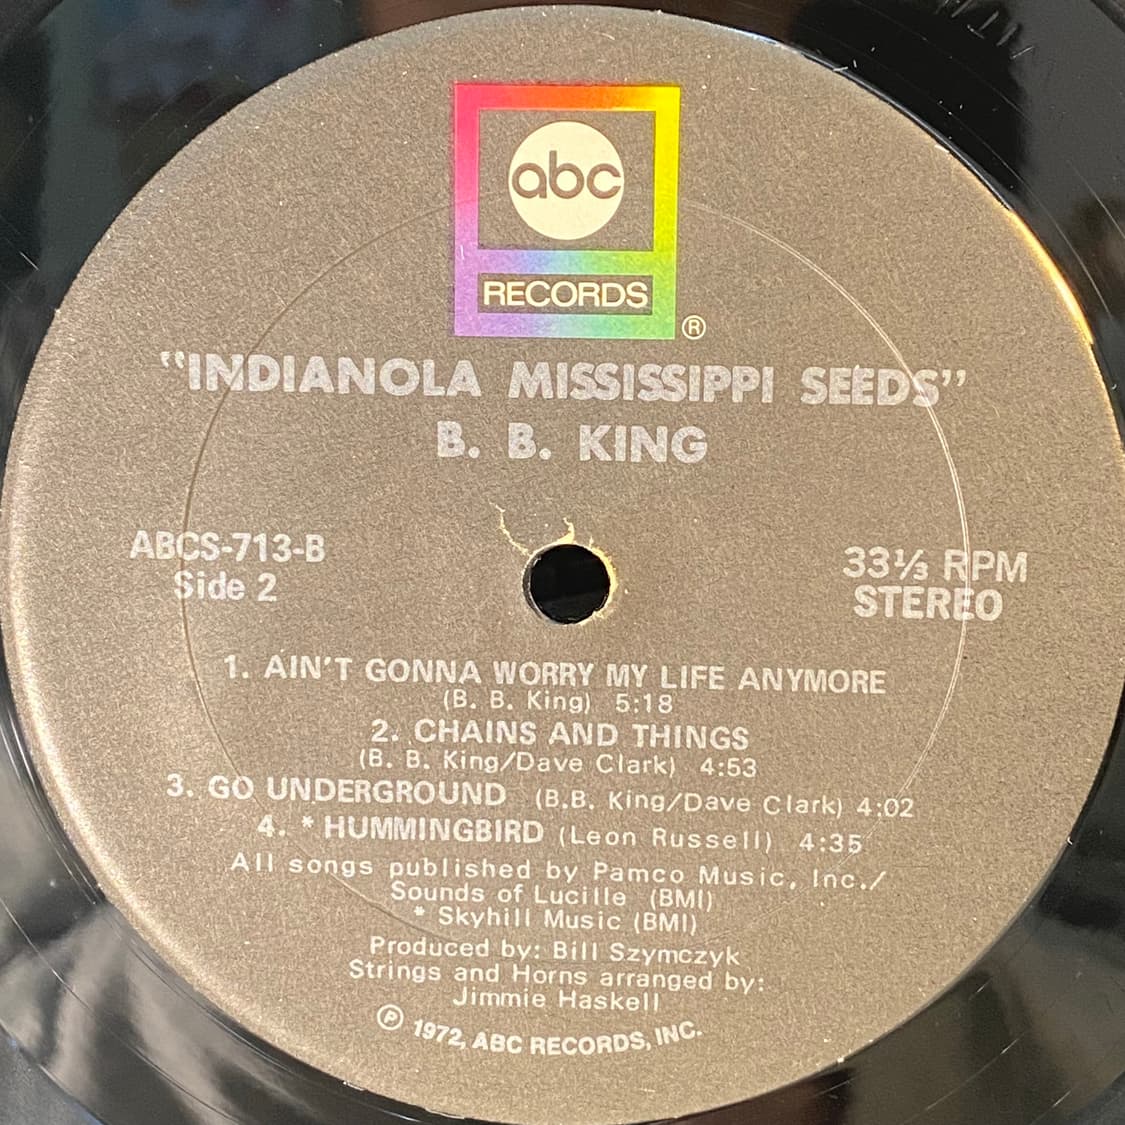 abc
RECORDS
®
"INDIANOLA MISSISSIPPI SEEDS"
B. B. KING
ABCS-713-B
Side 2
33⅓ RPM
STEREO
1. AIN'T GONNA WORRY MY LIFE ANYMORE
(B. B. King) 5:18
2. CHAINS AND THINGS
(B. B. King/Dave Clark) 4:53
3. GO UNDERGROUND (B.B. King/Dave Clark) 4:02
4. * HUMMINGBIRD (Leon Russell) 4:35
All songs published by Pamco Music, Inc./
Sounds of Lucille (BMI)
* Skyhill Music (BMI)
Produced by: Bill Szymczyk
Strings and Horns arranged by:
Jimmie Haskell
℗ 1972, ABC RECORDS, INC.